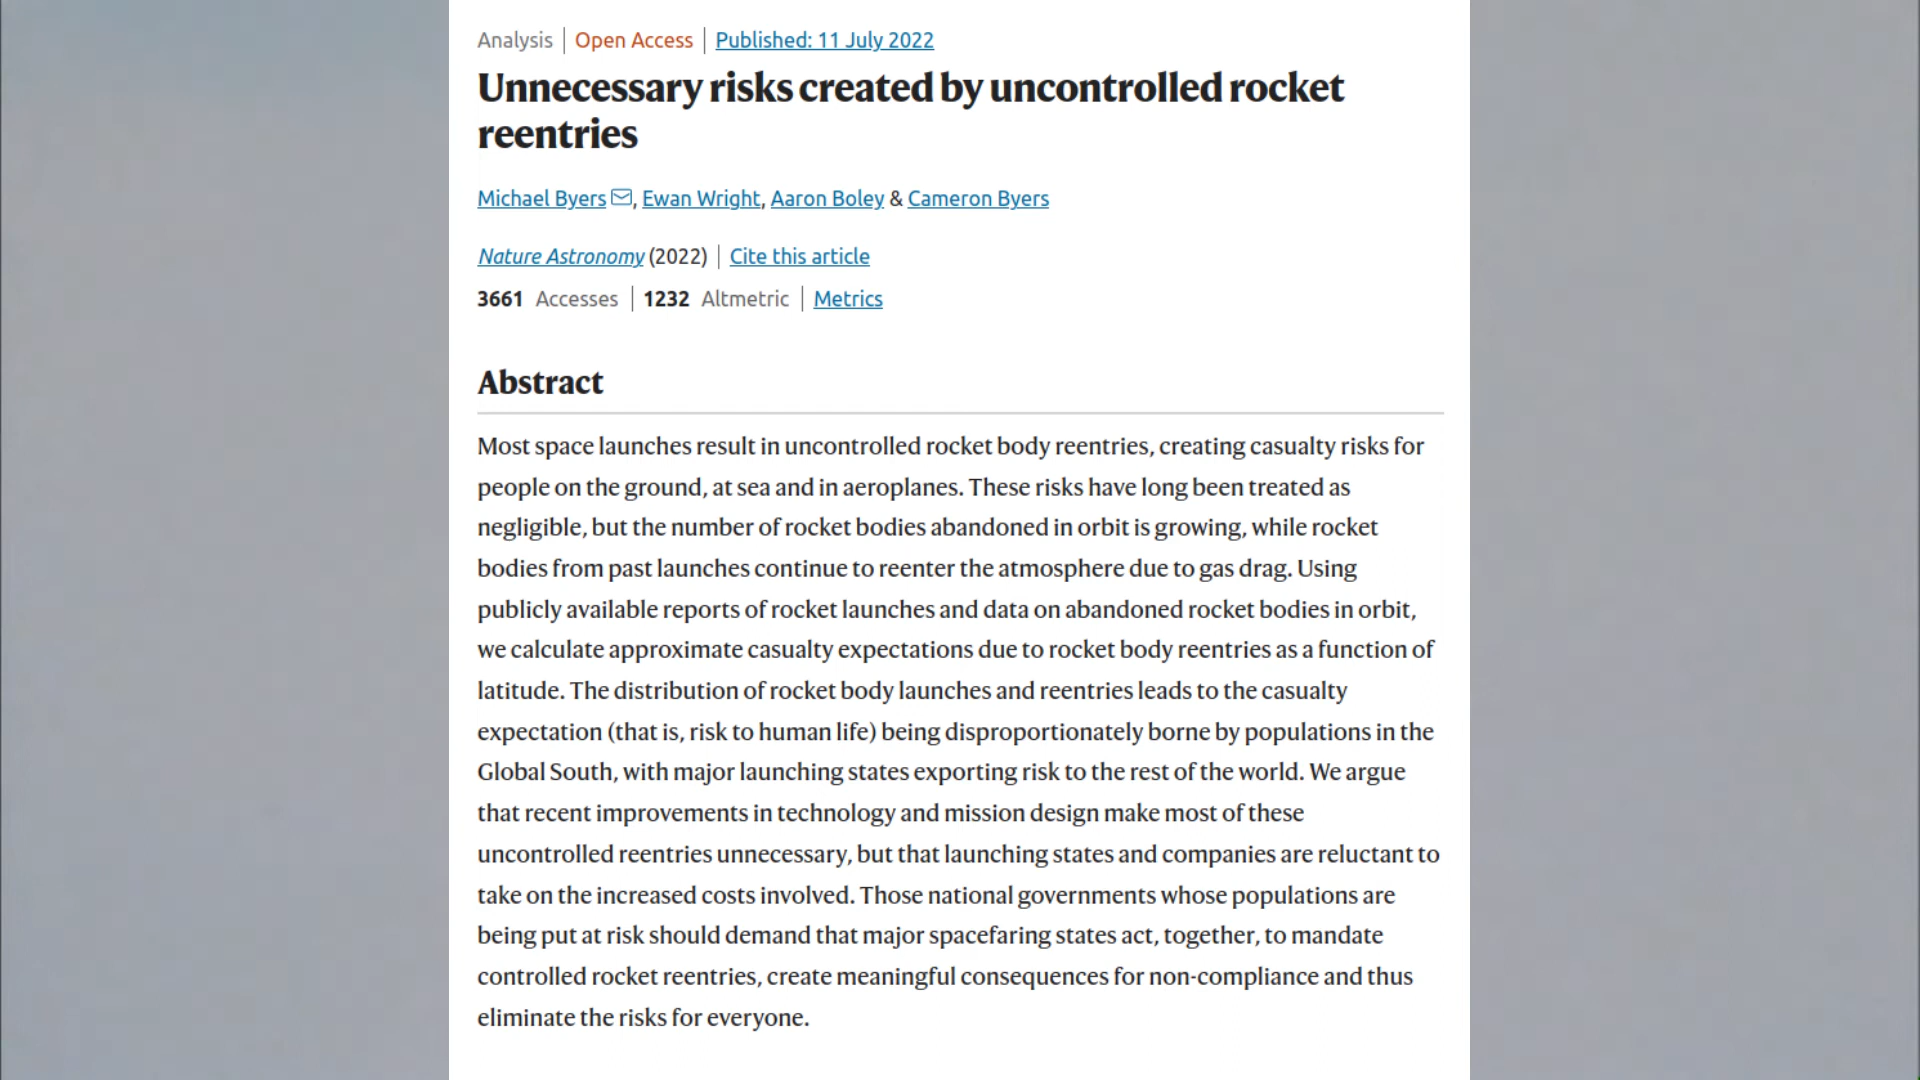 Analysis | Open Access | Published: 11 July 2022
Unnecessary risks created by uncontrolled rocket
reentries
Michael Byers, Ewan Wright, Aaron Boley & Cameron Byers
Nature Astronomy (2022) | Cite this article
3661 Accesses | 1232 Altmetric | Metrics
Abstract
Most space launches result in uncontrolled rocket body reentries, creating casualty risks for
people on the ground, at sea and in aeroplanes. These risks have long been treated as
negligible, but the number of rocket bodies abandoned in orbit is growing, while rocket
bodies from past launches continue to reenter the atmosphere due to gas drag. Using
publicly available reports of rocket launches and data on abandoned rocket bodies in orbit,
we calculate approximate casualty expectations due to rocket body reentries as a function of
latitude. The distribution of rocket body launches and reentries leads to the casualty
expectation (that is, risk to human life) being disproportionately borne by populations in the
Global South, with major launching states exporting risk to the rest of the world. We argue
that recent improvements in technology and mission design make most of these
uncontrolled reentries unnecessary, but that launching states and companies are reluctant to
take on the increased costs involved. Those national governments whose populations are
being put at risk should demand that major spacefaring states act, together, to mandate
controlled rocket reentries, create meaningful consequences for non-compliance and thus
eliminate the risks for everyone.